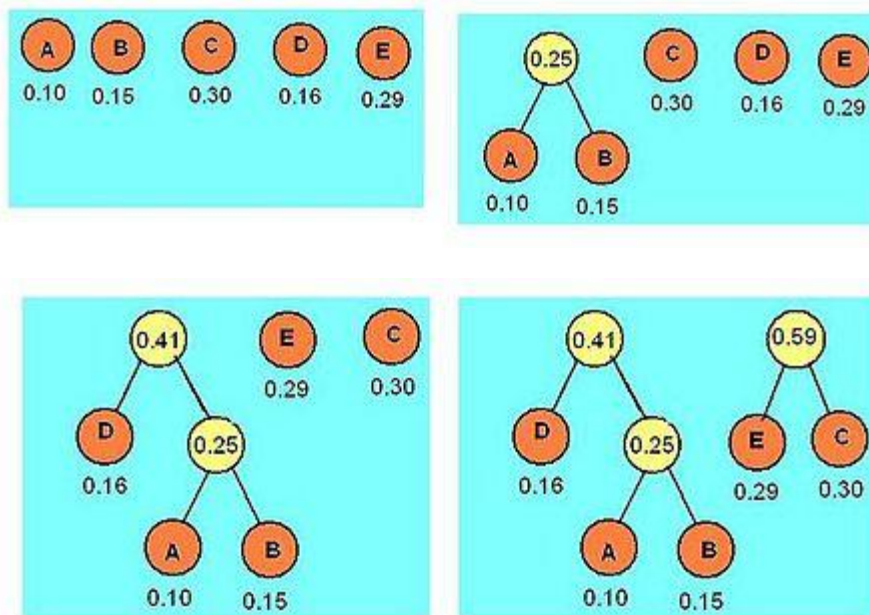 A B C D E
0.10 0.15 0.30 0.16 0.29
0.25 C D E
0.30 0.16 0.29
A B
0.10 0.15
0.41 E C
0.29 0.30
D 0.25
0.16
A B
0.10 0.15
0.41 0.59
D 0.25 E C
0.16 0.29 0.30
A B
0.10 0.15